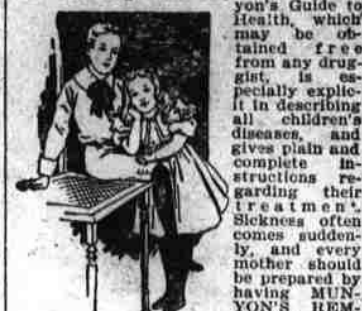 yon's Guide to
Health, which
may be ob-
tained free
from any drug-
gist, is es-
pecially explic-
it in describing
all children's
diseases, and
gives plain and
complete in-
structions re-
garding their
treatment.
Sickness often
comes sudden-
ly, and every
mother should
be prepared by
having MUN-
YON'S REM-